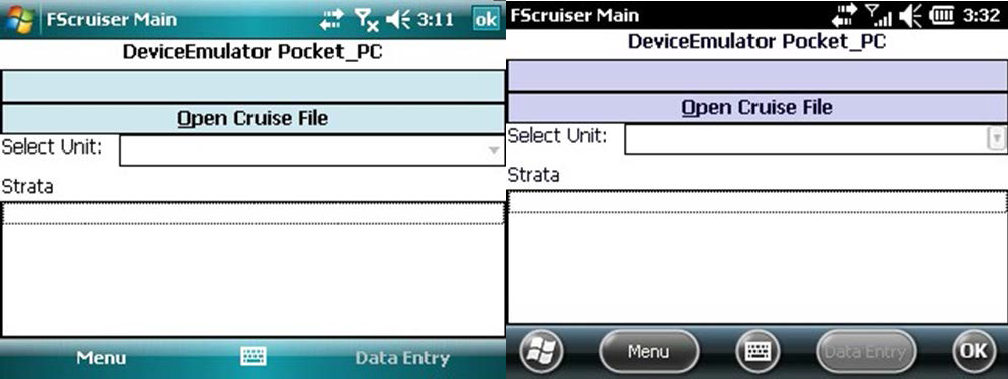 FScruiser Main 3:11 ok
DeviceEmulator Pocket_PC
Open Cruise File
Select Unit:
Strata
Menu Data Entry
FScruiser Main 3:32
DeviceEmulator Pocket_PC
Open Cruise File
Select Unit:
Strata
Menu Data Entry OK